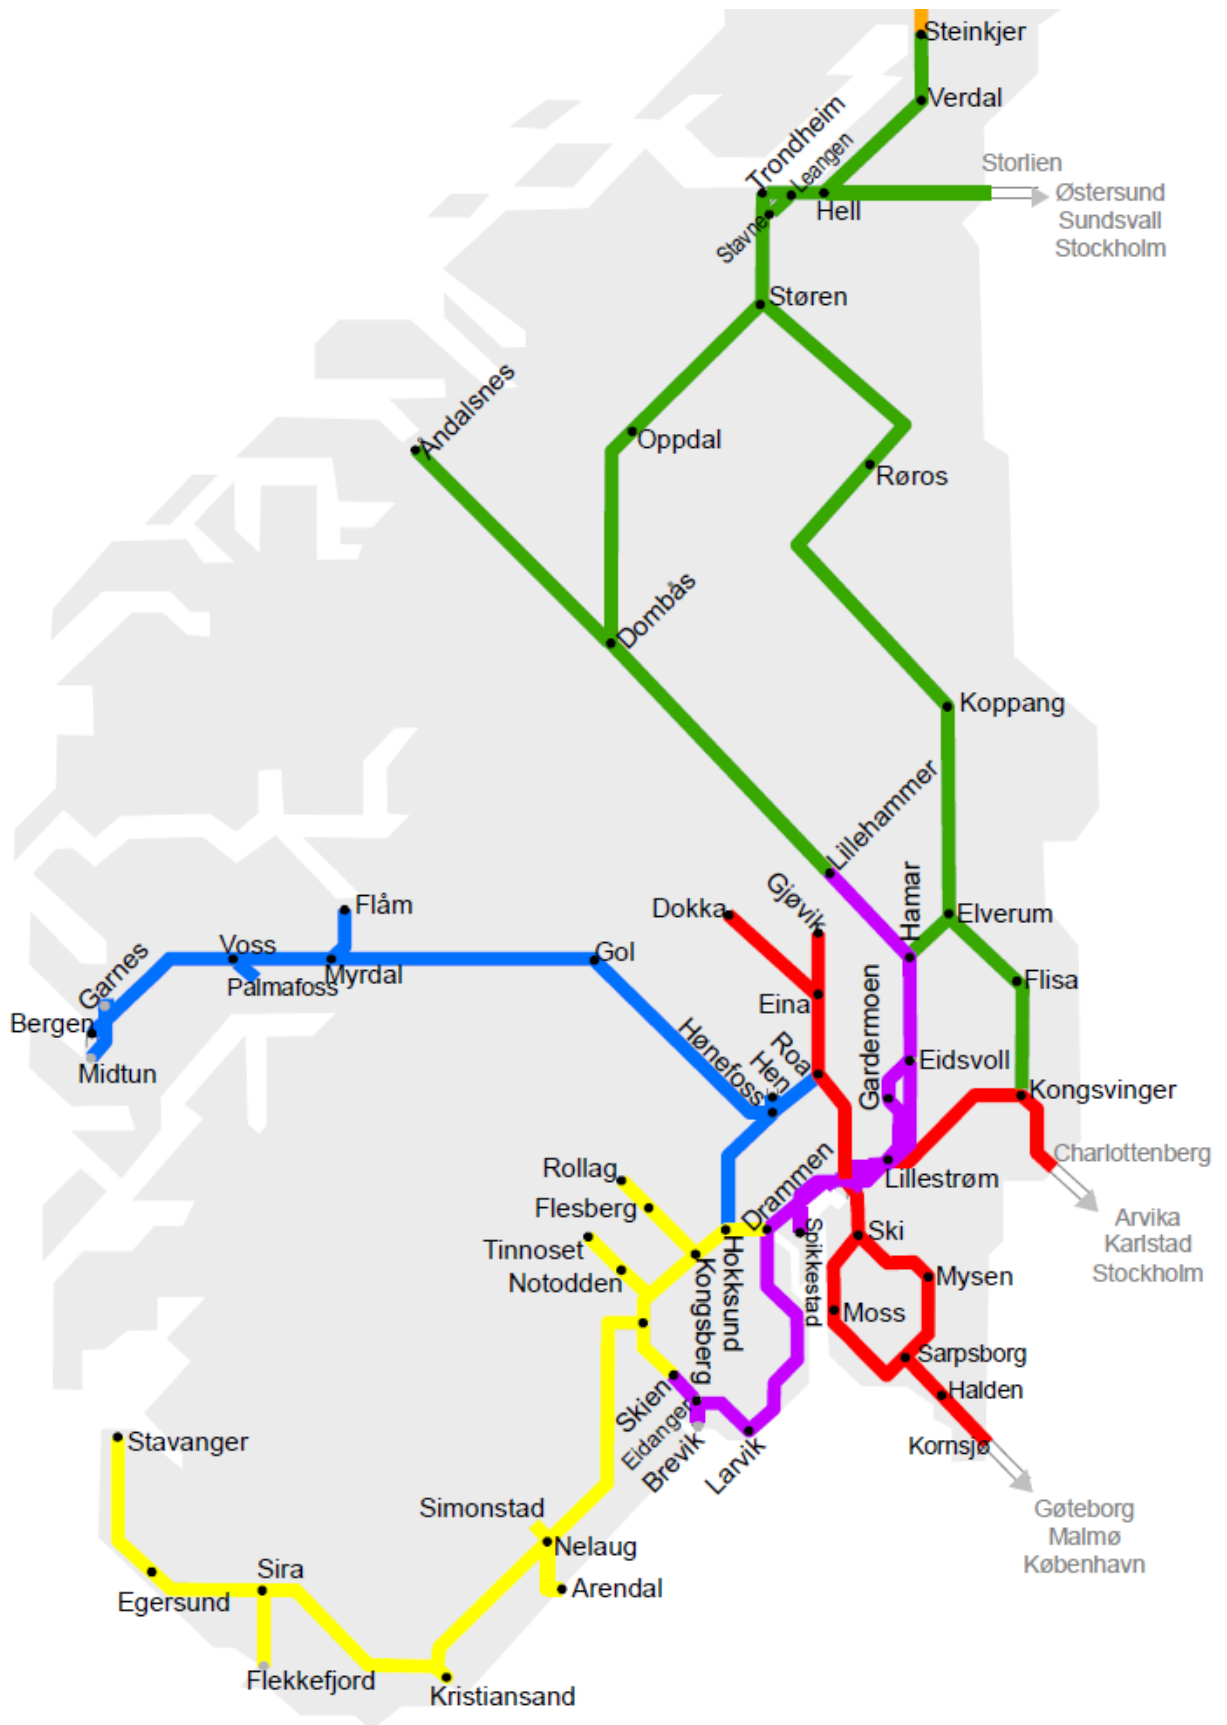 Steinkjer
Verdal
Trondheim
Leangen
Storlien
Østersund
Sundsvall
Stockholm
Hell
Stavne
Støren
Åndalsnes
Oppdal
Røros
Dombås
Koppang
Lillehammer
Gjøvik
Hamar
Dokka
Elverum
Flåm
Voss
Gol
Garnes
Palmafoss
Myrdal
Flisa
Eina
Gardermoen
Bergen
Midtun
Hønefoss
Hen
Roa
Eidsvoll
Kongsvinger
Charlottenberg
Drammen
Lillestrøm
Rollag
Flesberg
Arvika
Karlstad
Stockholm
Ski
Tinnoset
Notodden
Kongsberg
Hokksund
Spikkestad
Mysen
Moss
Sarpsborg
Halden
Skien
Eidanger
Brevik
Larvik
Kornsjø
Stavanger
Gøteborg
Malmø
København
Simonstad
Nelaug
Sira
Arendal
Egersund
Flekkefjord
Kristiansand